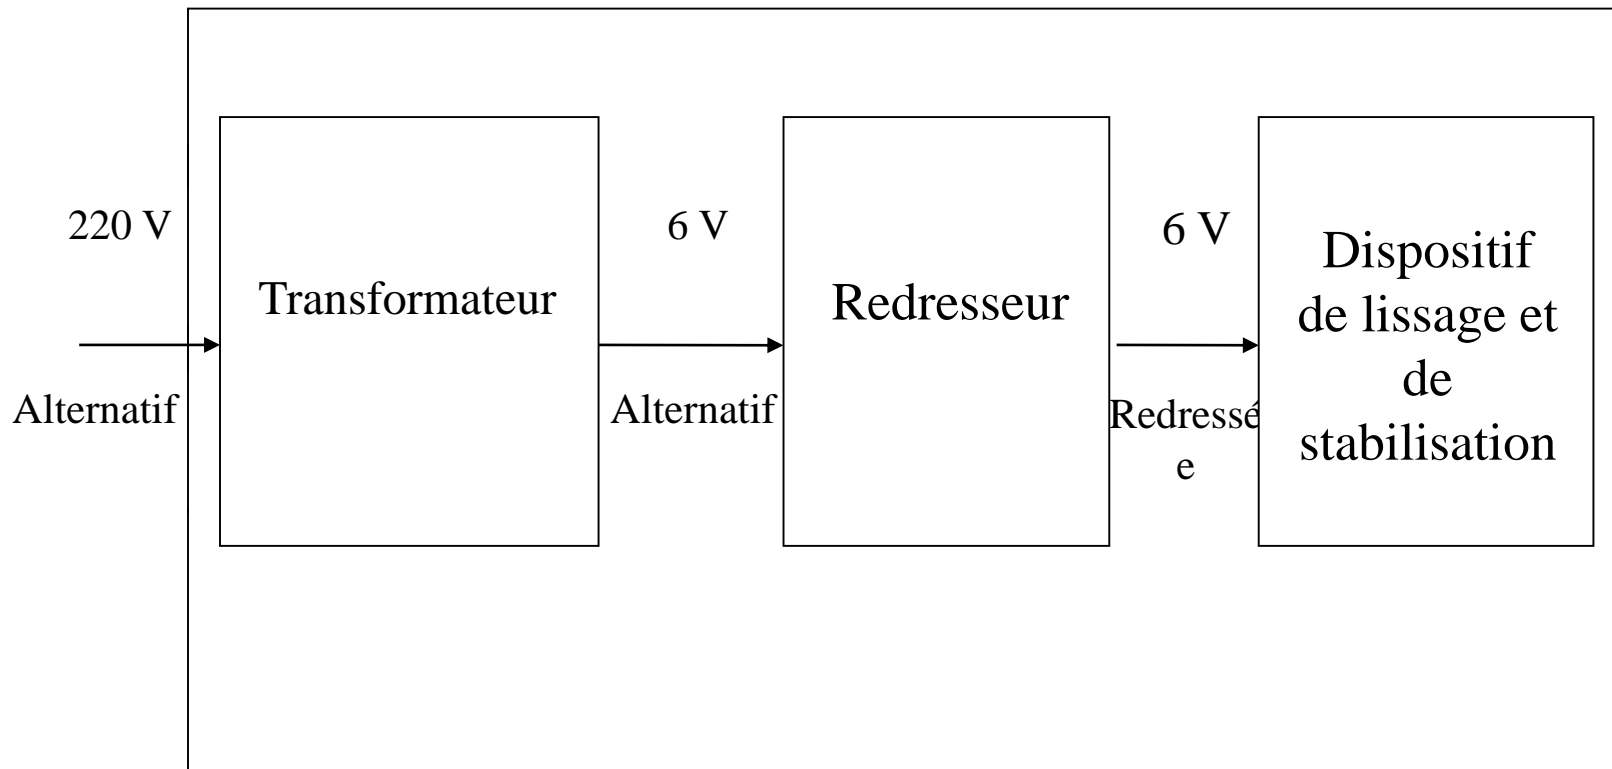 220 V
Alternatif
Transformateur
6 V
Alternatif
Redresseur
6 V
Redressé
e
Dispositif
de lissage et
de
stabilisation